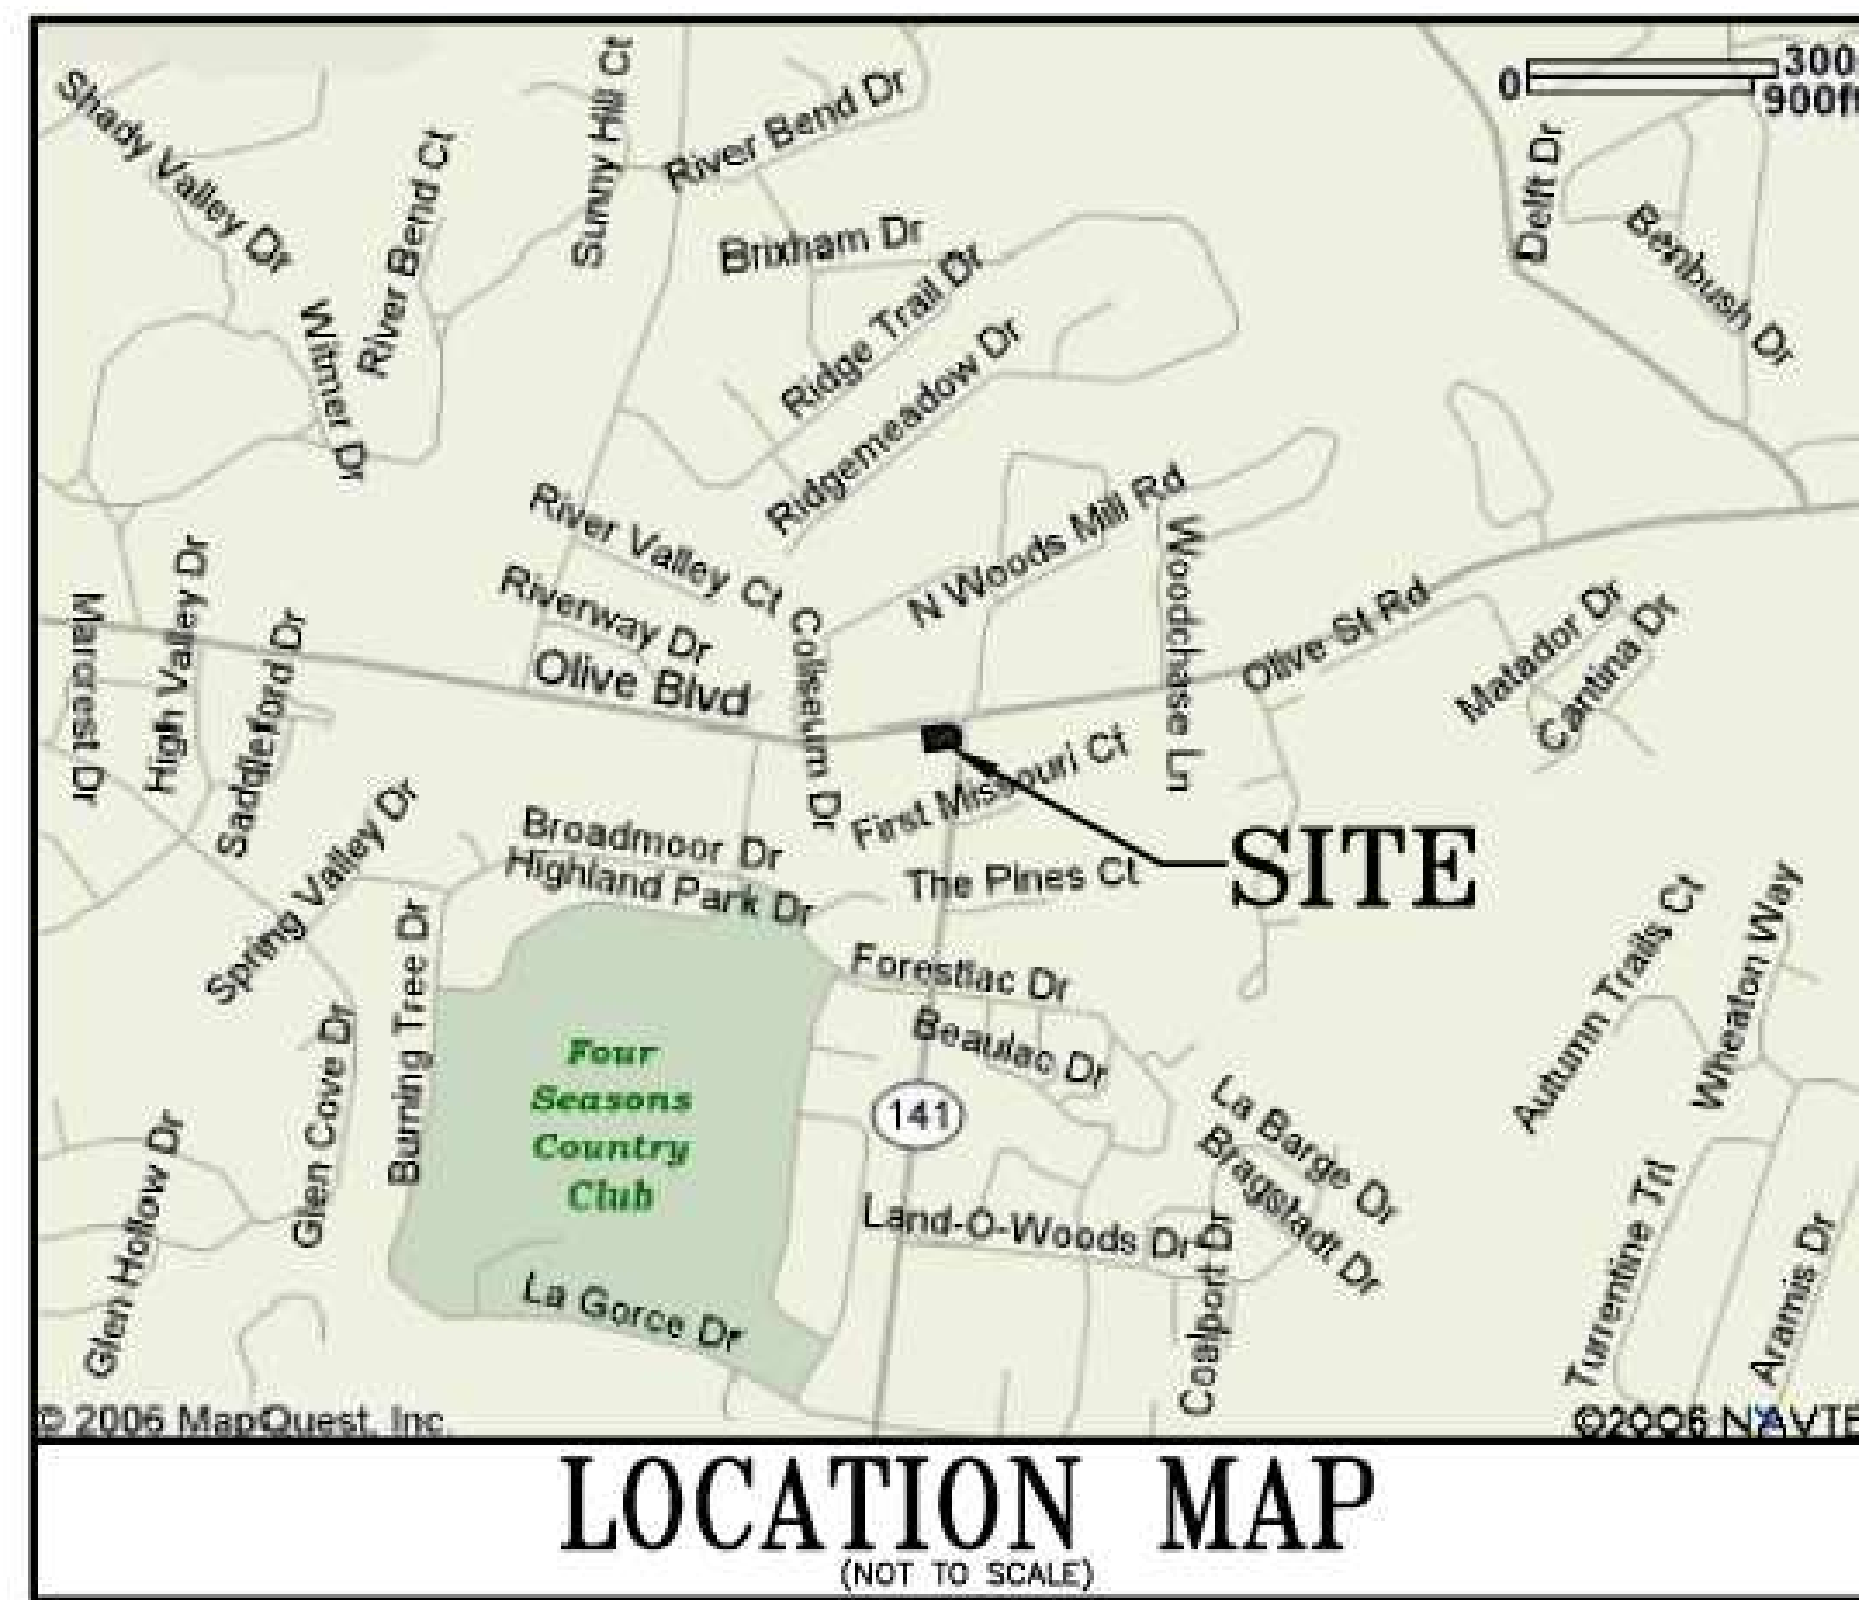 300
0
900ft
Shady Valley Dr
Sunny Hill Ct
River Bend Dr
River Bend Ct
Delft Dr
Benbush Dr
Brixham Dr
Ridge Trail Dr
Wimmer Dr
Ridgemeadow Dr
River Valley Ct
N Woods Mill Rd
Woodchase Ln
Riverway Dr
Coliseum Dr
Olive Blvd
Olive St Rd
Matador Dr
Cantina Dr
Marcrest Dr
High Valley Dr
Saddleford Dr
First Missouri Ct
Spring Valley Dr
Broadmoor Dr
Highland Park Dr
The Pines Ct
SITE
Burning Tree Dr
Forestlac Dr
Beaulac Dr
Autumn Trails Ct
Wheaton Way
Glen Cove Dr
Four
Seasons
Country
Club
141
La Barge Dr
Bragstadt Dr
Glen Hollow Dr
Land-O-Woods Dr
Coalport Dr
La Gorce Dr
Turrentine Trl
Aramis Dr
© 2006 MapQuest, Inc.
©2006 NAVTE
LOCATION MAP
(NOT TO SCALE)